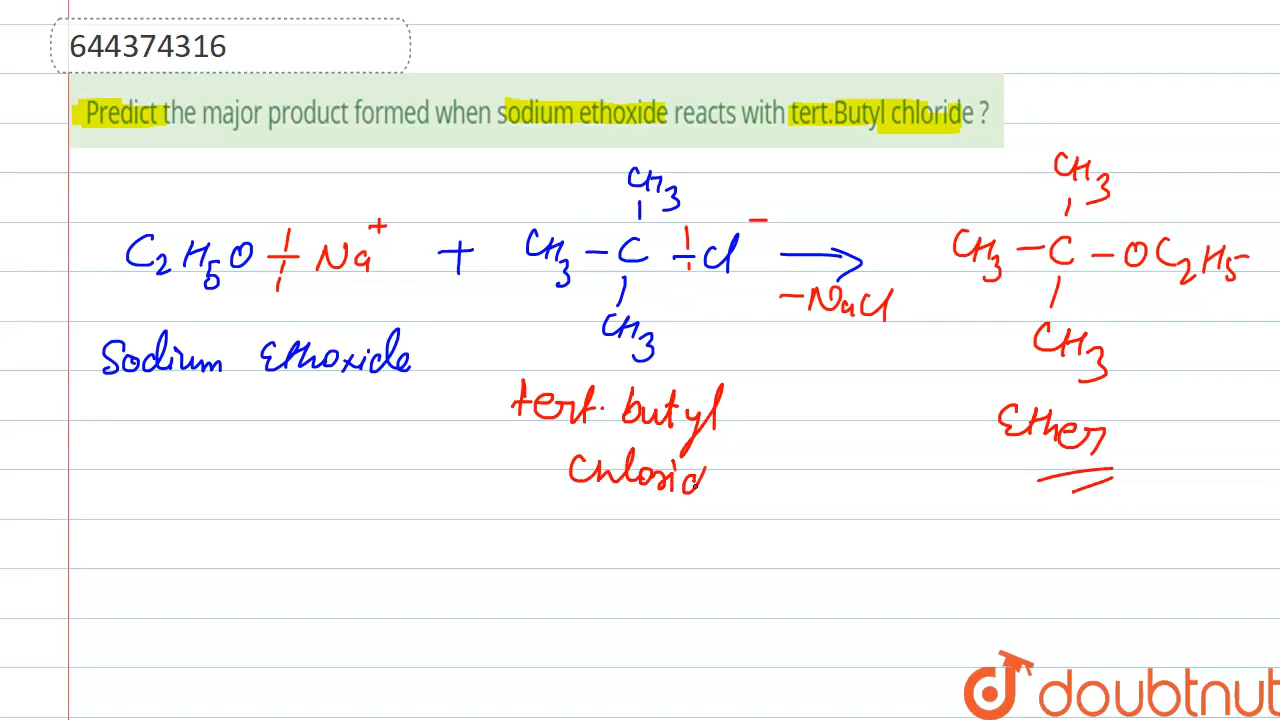 644374316
Predict the major product formed when sodium ethoxide reacts with tert.Butyl chloride ?
C2H5O Na+ + CH3 - C - Cl - → CH3 - C - OC2H5
CH3
CH3
-NaCl
CH3
CH3
Sodium Ethoxide
tert. butyl
Chlorid
Ether
doubtnut